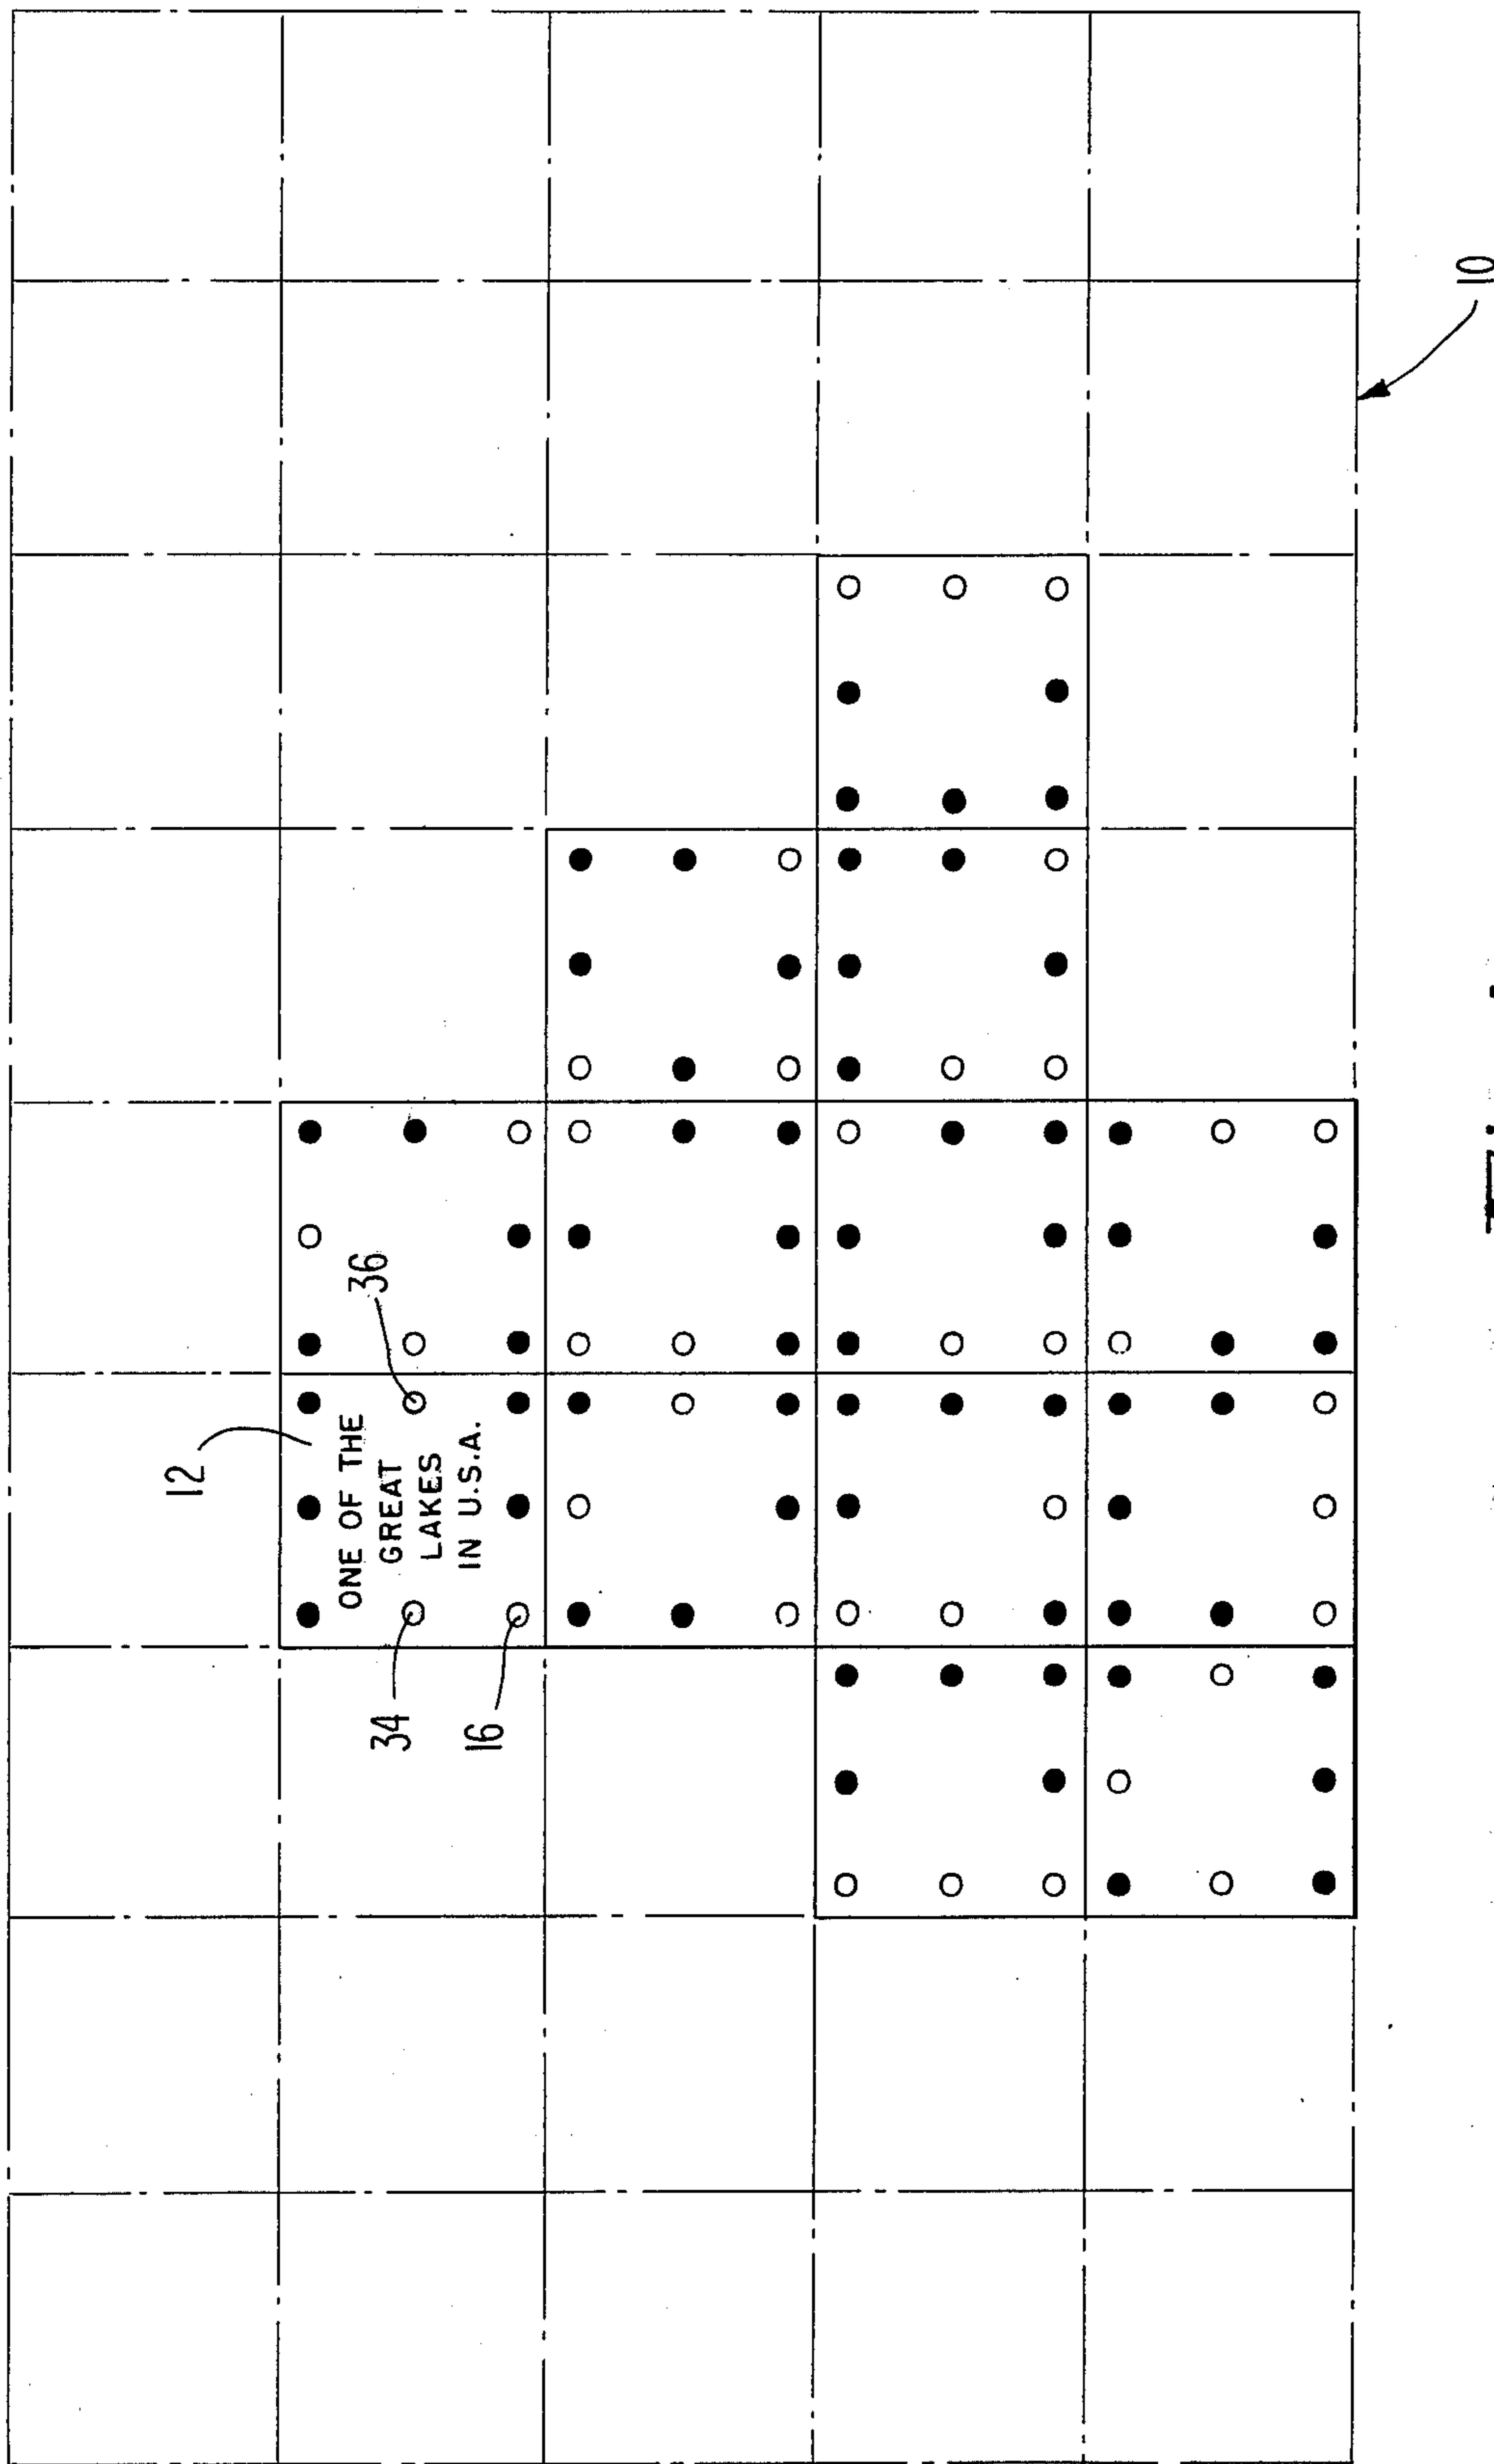 12
ONE OF THE
GREAT
LAKES
IN U.S.A.
36
34
16
10